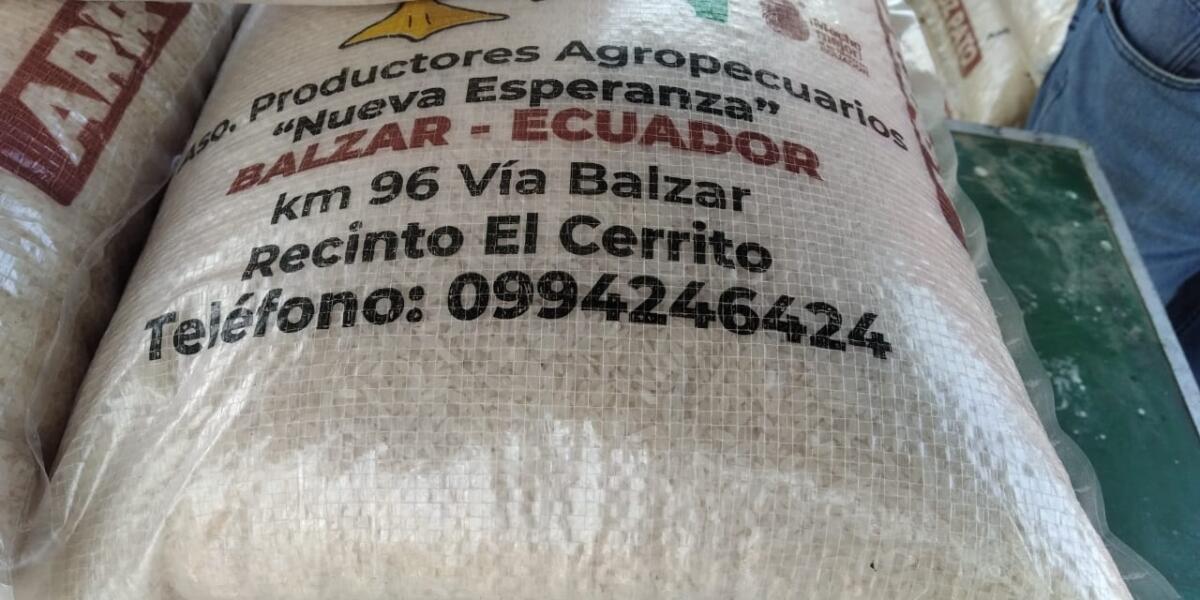 Aso. Productores Agropecuarios
“Nueva Esperanza”
BALZAR - ECUADOR
km 96 Vía Balzar
Recinto El Cerrito
Teléfono: 0994246424